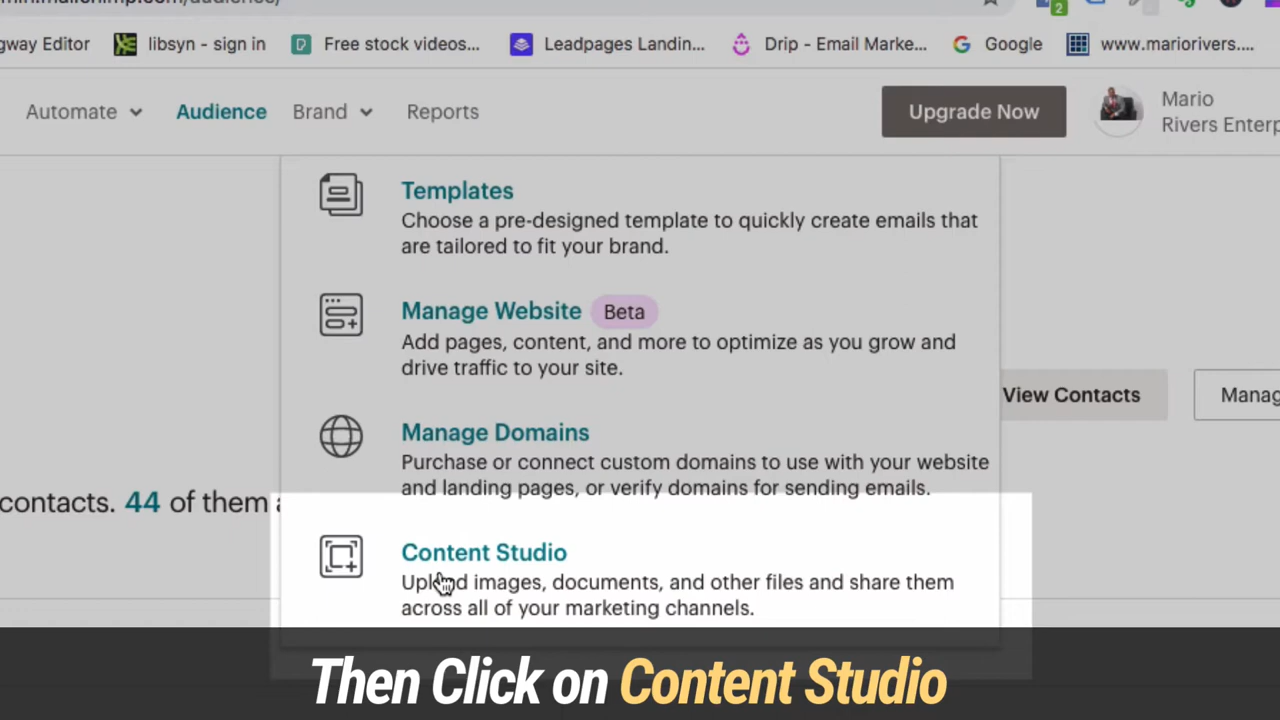 2
gway Editor libsyn - sign in Free stock videos... Leadpages Landin... Drip - Email Marke... Google www.mariorivers....
Automate Audience Brand Reports Upgrade Now Mario
Rivers Enterp
Templates
Choose a pre-designed template to quickly create emails that
are tailored to fit your brand.
Manage Website Beta
Add pages, content, and more to optimize as you grow and
drive traffic to your site.
View Contacts Manag
Manage Domains
Purchase or connect custom domains to use with your website
and landing pages, or verify domains for sending emails.
contacts. 44 of them a
Content Studio
Upload images, documents, and other files and share them
across all of your marketing channels.
Then Click on Content Studio